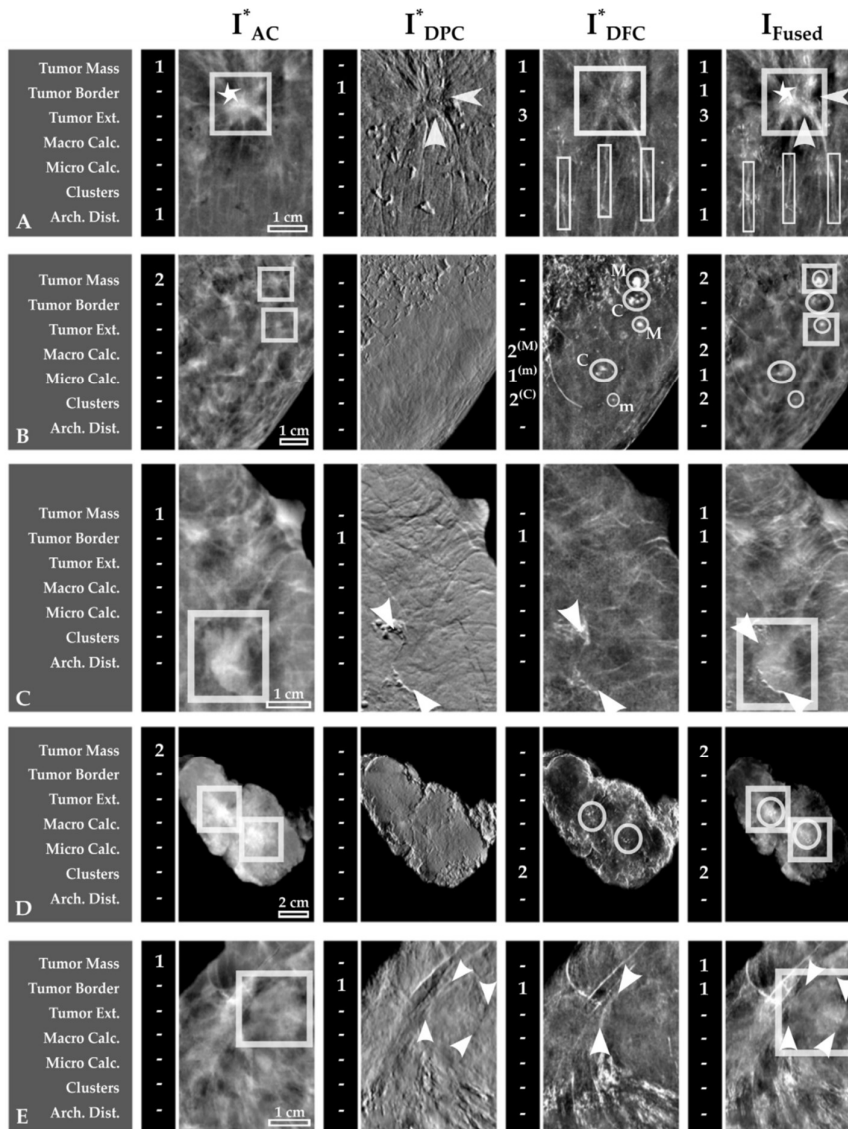 I*AC I*DPC I*DFC IFused
Tumor Mass 1 - 1 1
Tumor Border - 1 - 1
Tumor Ext. - - 3 3
Macro Calc. - - - -
Micro Calc. - - - -
Clusters - - - -
Arch. Dist. 1 - - 1
A 1 cm
Tumor Mass 2 - - M 2
Tumor Border - - - C -
Tumor Ext. - - - M -
Macro Calc. - - 2(M) 2
Micro Calc. - - 1(m) C 1
Clusters - - 2(C) m 2
Arch. Dist. - - - -
B 1 cm
Tumor Mass 1 - - 1
Tumor Border - 1 1 1
Tumor Ext. - - - -
Macro Calc. - - - -
Micro Calc. - - - -
Clusters - - - -
Arch. Dist. - - - -
C 1 cm
Tumor Mass 2 - - 2
Tumor Border - - - -
Tumor Ext. - - - -
Macro Calc. - - - -
Micro Calc. - - - -
Clusters - - 2 2
Arch. Dist. - - - -
D 2 cm
Tumor Mass 1 - - 1
Tumor Border - 1 1 1
Tumor Ext. - - - -
Macro Calc. - - - -
Micro Calc. - - - -
Clusters - - - -
Arch. Dist. - - - -
E 1 cm